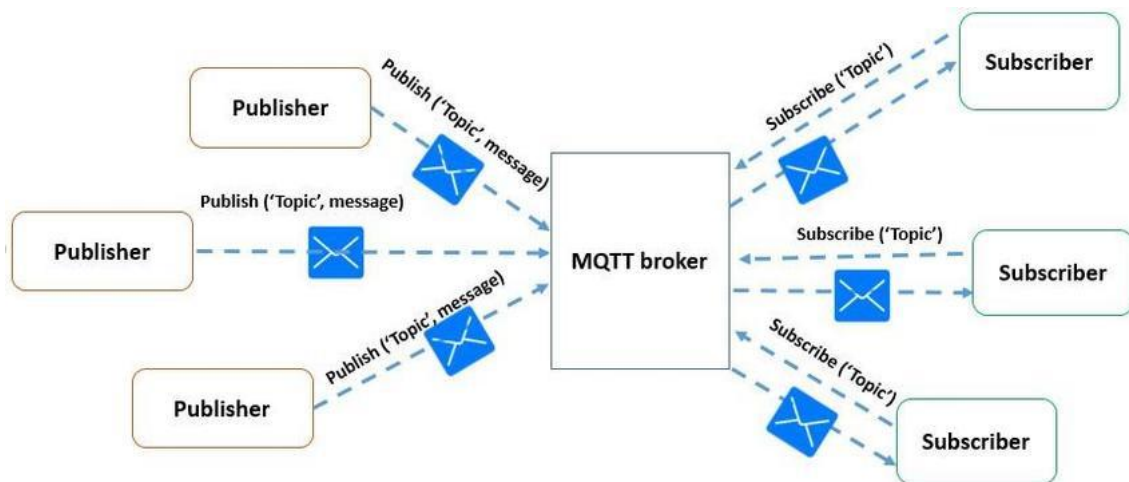 Publisher
Publish (‘Topic’, message)
Publish (‘Topic’, message)
Publisher
Publish (‘Topic’, message)
Publisher
MQTT broker
Subscribe (‘Topic’)
Subscriber
Subscribe (‘Topic’)
Subscriber
Subscribe (‘Topic’)
Subscriber